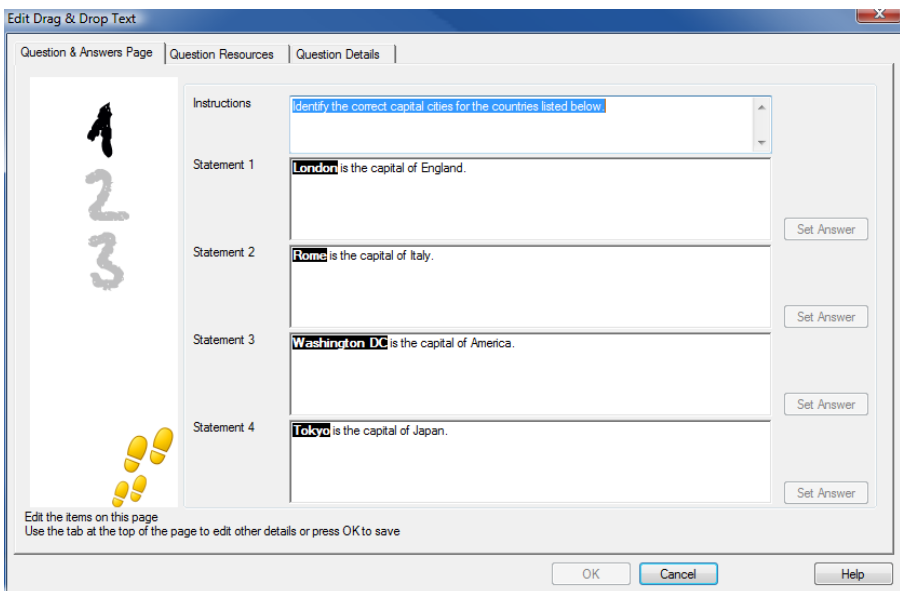 Edit Drag & Drop Text
X
Question & Answers Page
Question Resources
Question Details
1
2
3
Instructions
Identify the correct capital cities for the countries listed below.
Statement 1
London is the capital of England.
Set Answer
Statement 2
Rome is the capital of Italy.
Set Answer
Statement 3
Washington DC is the capital of America.
Set Answer
Statement 4
Tokyo is the capital of Japan.
Set Answer
Edit the items on this page
Use the tab at the top of the page to edit other details or press OK to save
OK
Cancel
Help